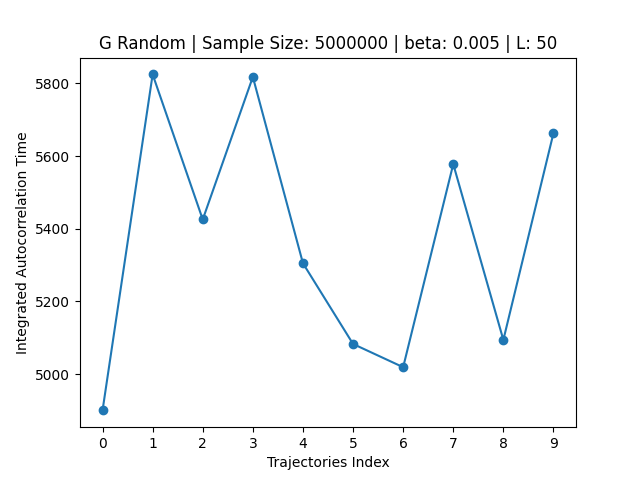 G Random | Sample Size: 5000000 | beta: 0.005 | L: 50
Integrated Autocorrelation Time
5800
5600
5400
5200
5000
0 1 2 3 4 5 6 7 8 9
Trajectories Index